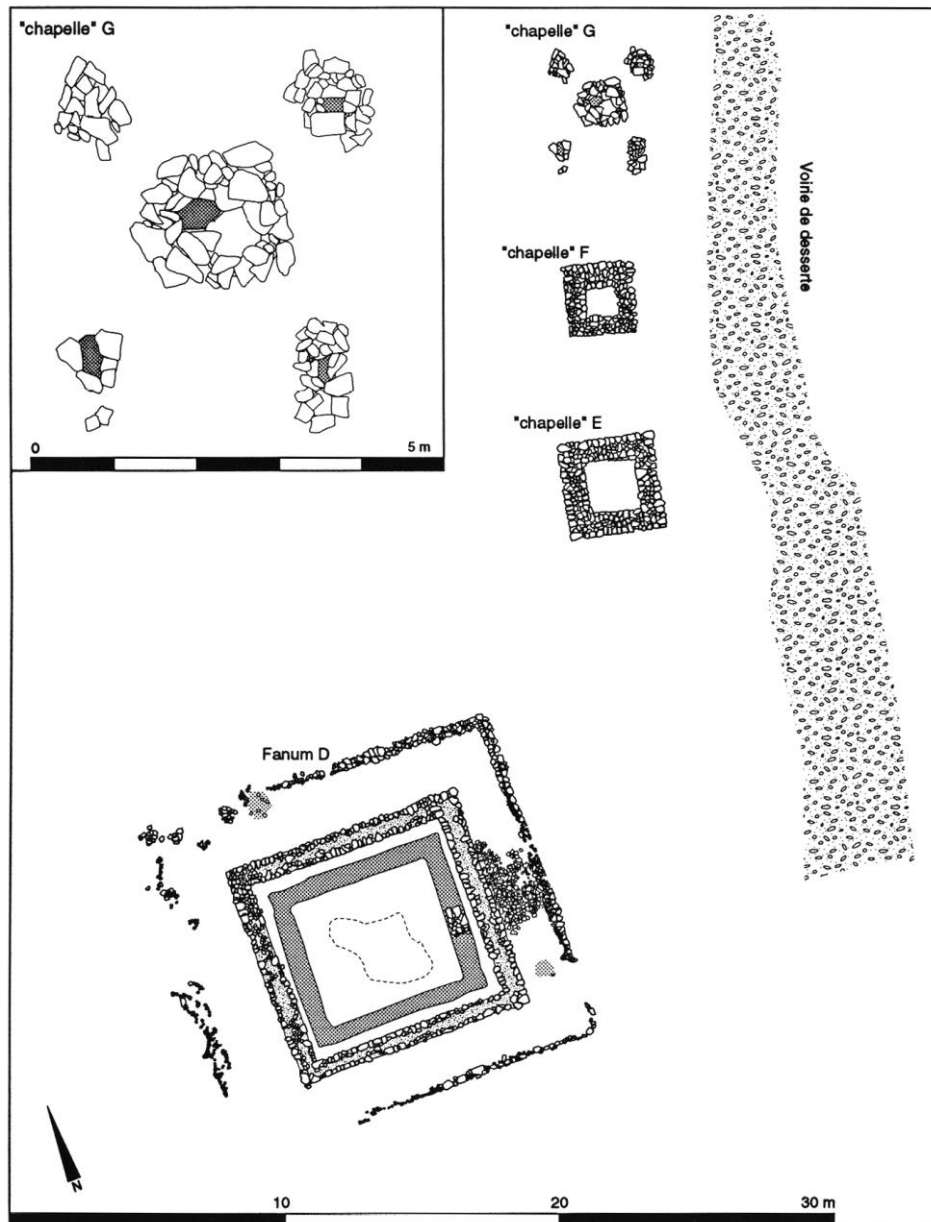 "chapelle" G
0
5 m
"chapelle" G
Voirie de desserte
"chapelle" F
"chapelle" E
Fanum D
N
10
20
30 m